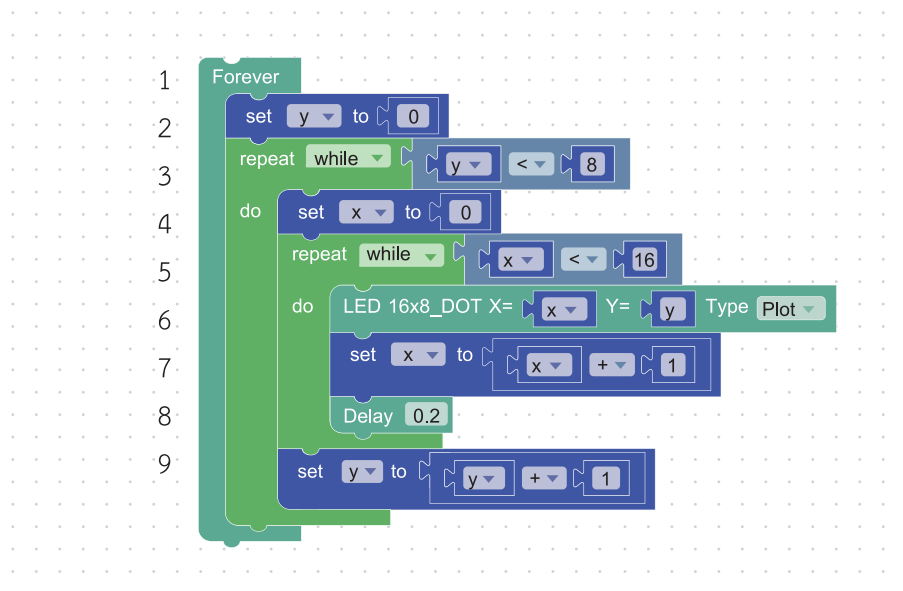 1 Forever
2 set y to 0
3 repeat while y < 8
4 do set x to 0
5 repeat while x < 16
6 do LED 16x8_DOT X= x Y= y Type Plot
7 set x to x + 1
8 Delay 0.2
9 set y to y + 1